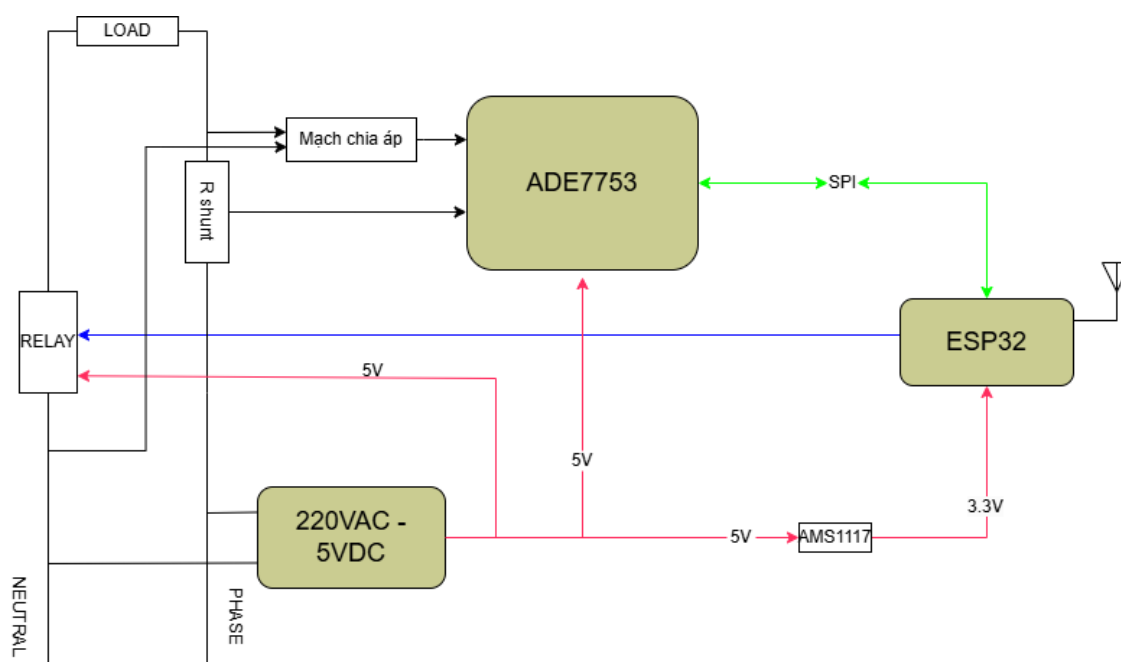 LOAD
Mạch chia áp
ADE7753
SPI
R shunt
RELAY
ESP32
5V
5V
3.3V
220VAC -
5VDC
5V
AMS1117
NEUTRAL
PHASE